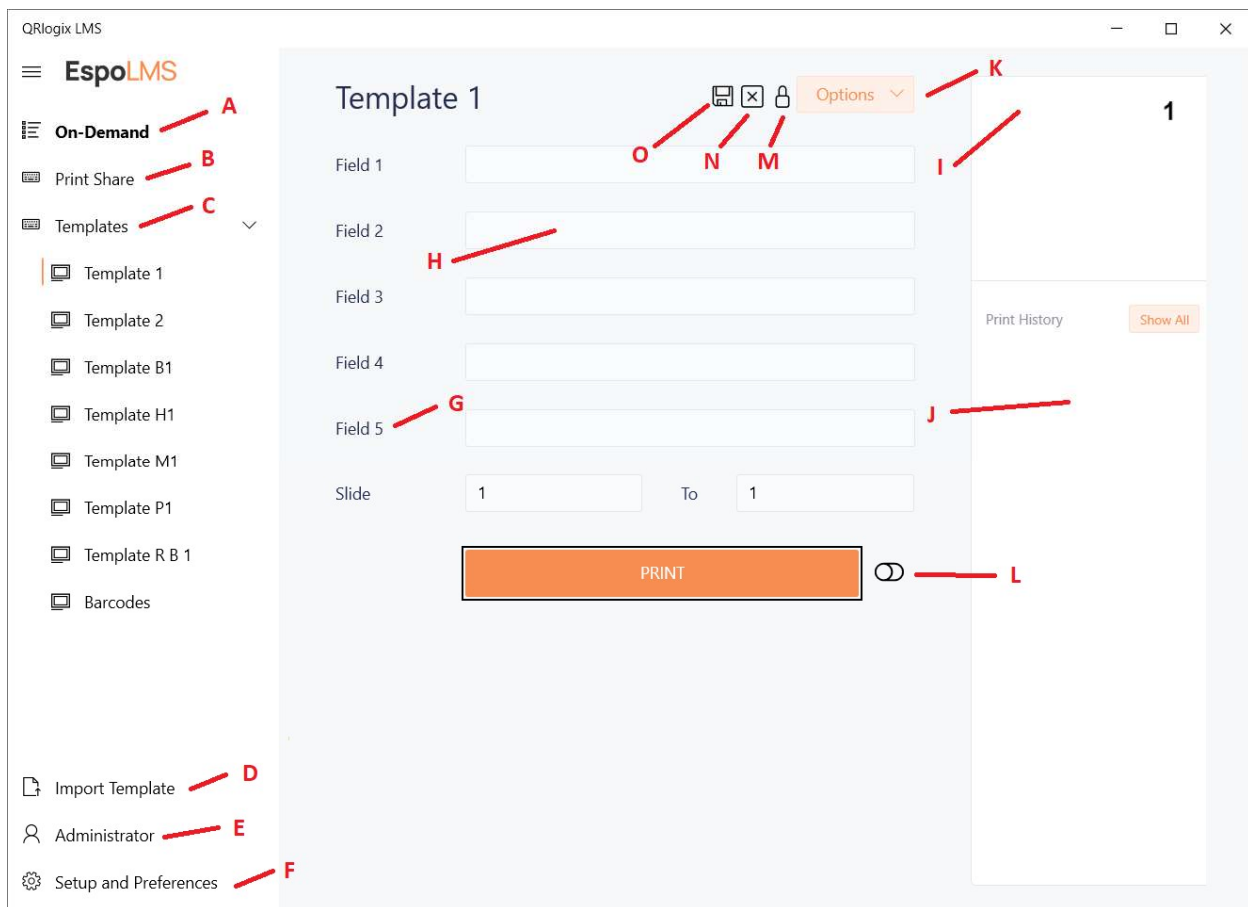 QRlogix LMS
EspoLMS
K
Template 1
Options
A
On-Demand
1
O
N
M
I
B
Print Share
Field 1
C
Templates
Field 2
H
Template 1
Field 3
Template 2
Print History
Show All
Template B1
Field 4
Template H1
G
J
Field 5
Template M1
Slide
1
To
1
Template P1
Template R B 1
PRINT
L
Barcodes
D
Import Template
E
Administrator
F
Setup and Preferences